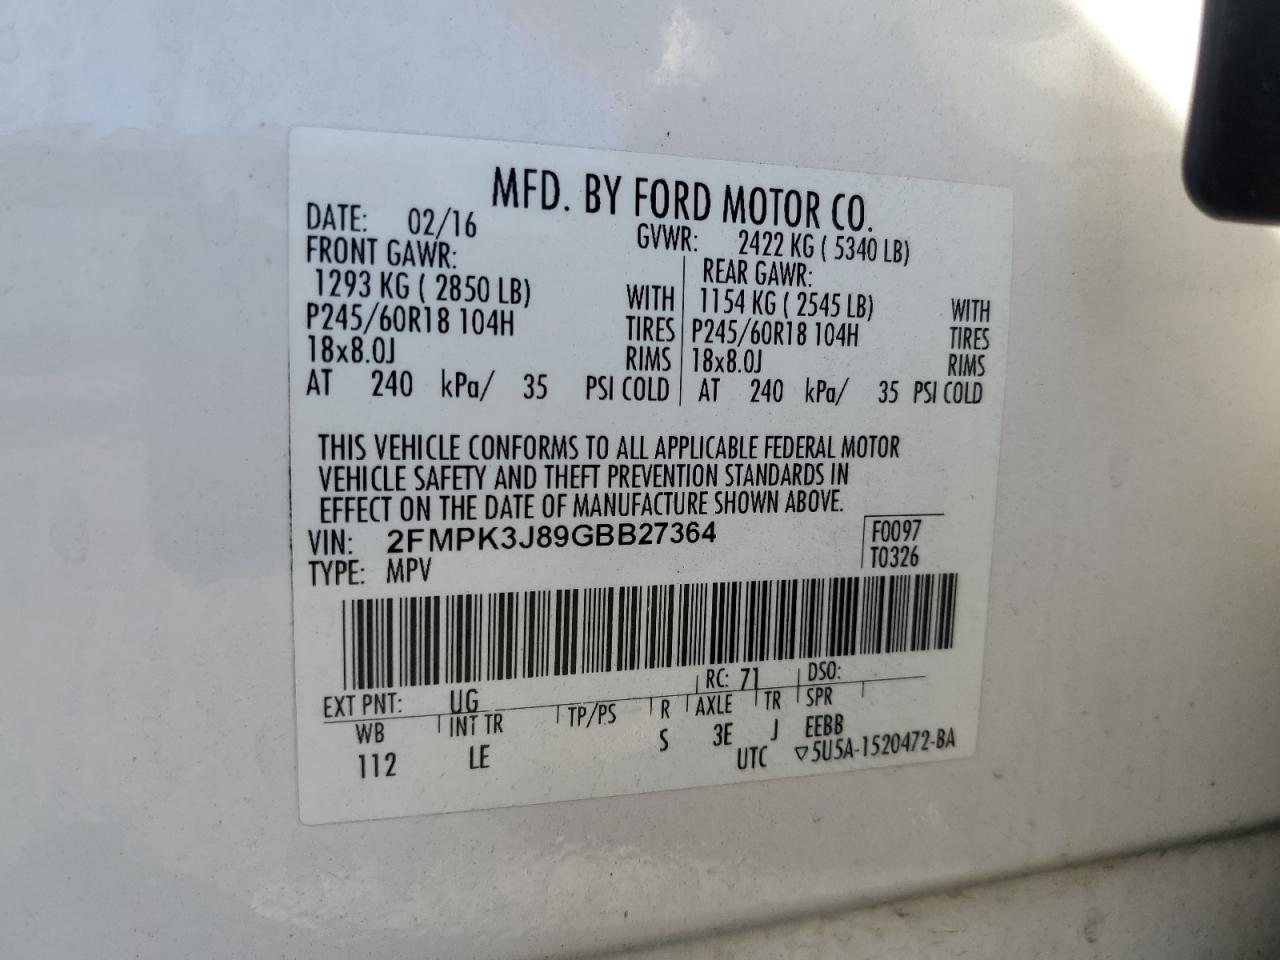 MFD. BY FORD MOTOR CO.
DATE: 02/16 GVWR: 2422 KG ( 5340 LB)
FRONT GAWR: REAR GAWR:
1293 KG ( 2850 LB) WITH 1154 KG ( 2545 LB) WITH
P245/60R18 104H TIRES P245/60R18 104H TIRES
18x8.0J RIMS 18x8.0J RIMS
AT 240 kPa/ 35 PSI COLD AT 240 kPa/ 35 PSI COLD
THIS VEHICLE CONFORMS TO ALL APPLICABLE FEDERAL MOTOR
VEHICLE SAFETY AND THEFT PREVENTION STANDARDS IN
EFFECT ON THE DATE OF MANUFACTURE SHOWN ABOVE.
VIN: 2FMPK3J89GBB27364 F0097
TYPE: MPV T0326
EXT PNT: UG RC: 71 DSO:
WB INT TR TP/PS R AXLE TR SPR
112 LE S 3E J EEBB
UTC ▽5U5A-1520472-BA